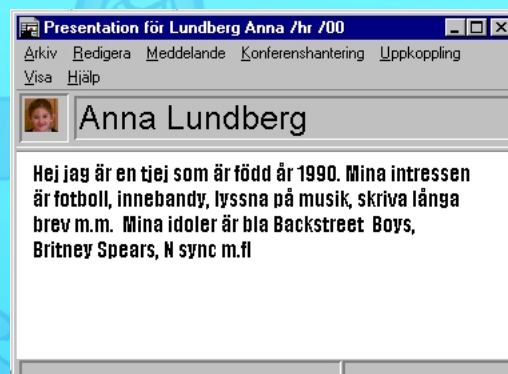 Presentation för Lundberg Anna /hr /00
Arkiv Redigera Meddelande Konferenshantering Uppkoppling
Visa Hjälp
Anna Lundberg
Hej jag är en tjej som är född år 1990. Mina intressen
är fotboll, innebandy, lyssna på musik, skriva långa
brev m.m. Mina idoler är bla Backstreet Boys,
Britney Spears, N sync m.fl